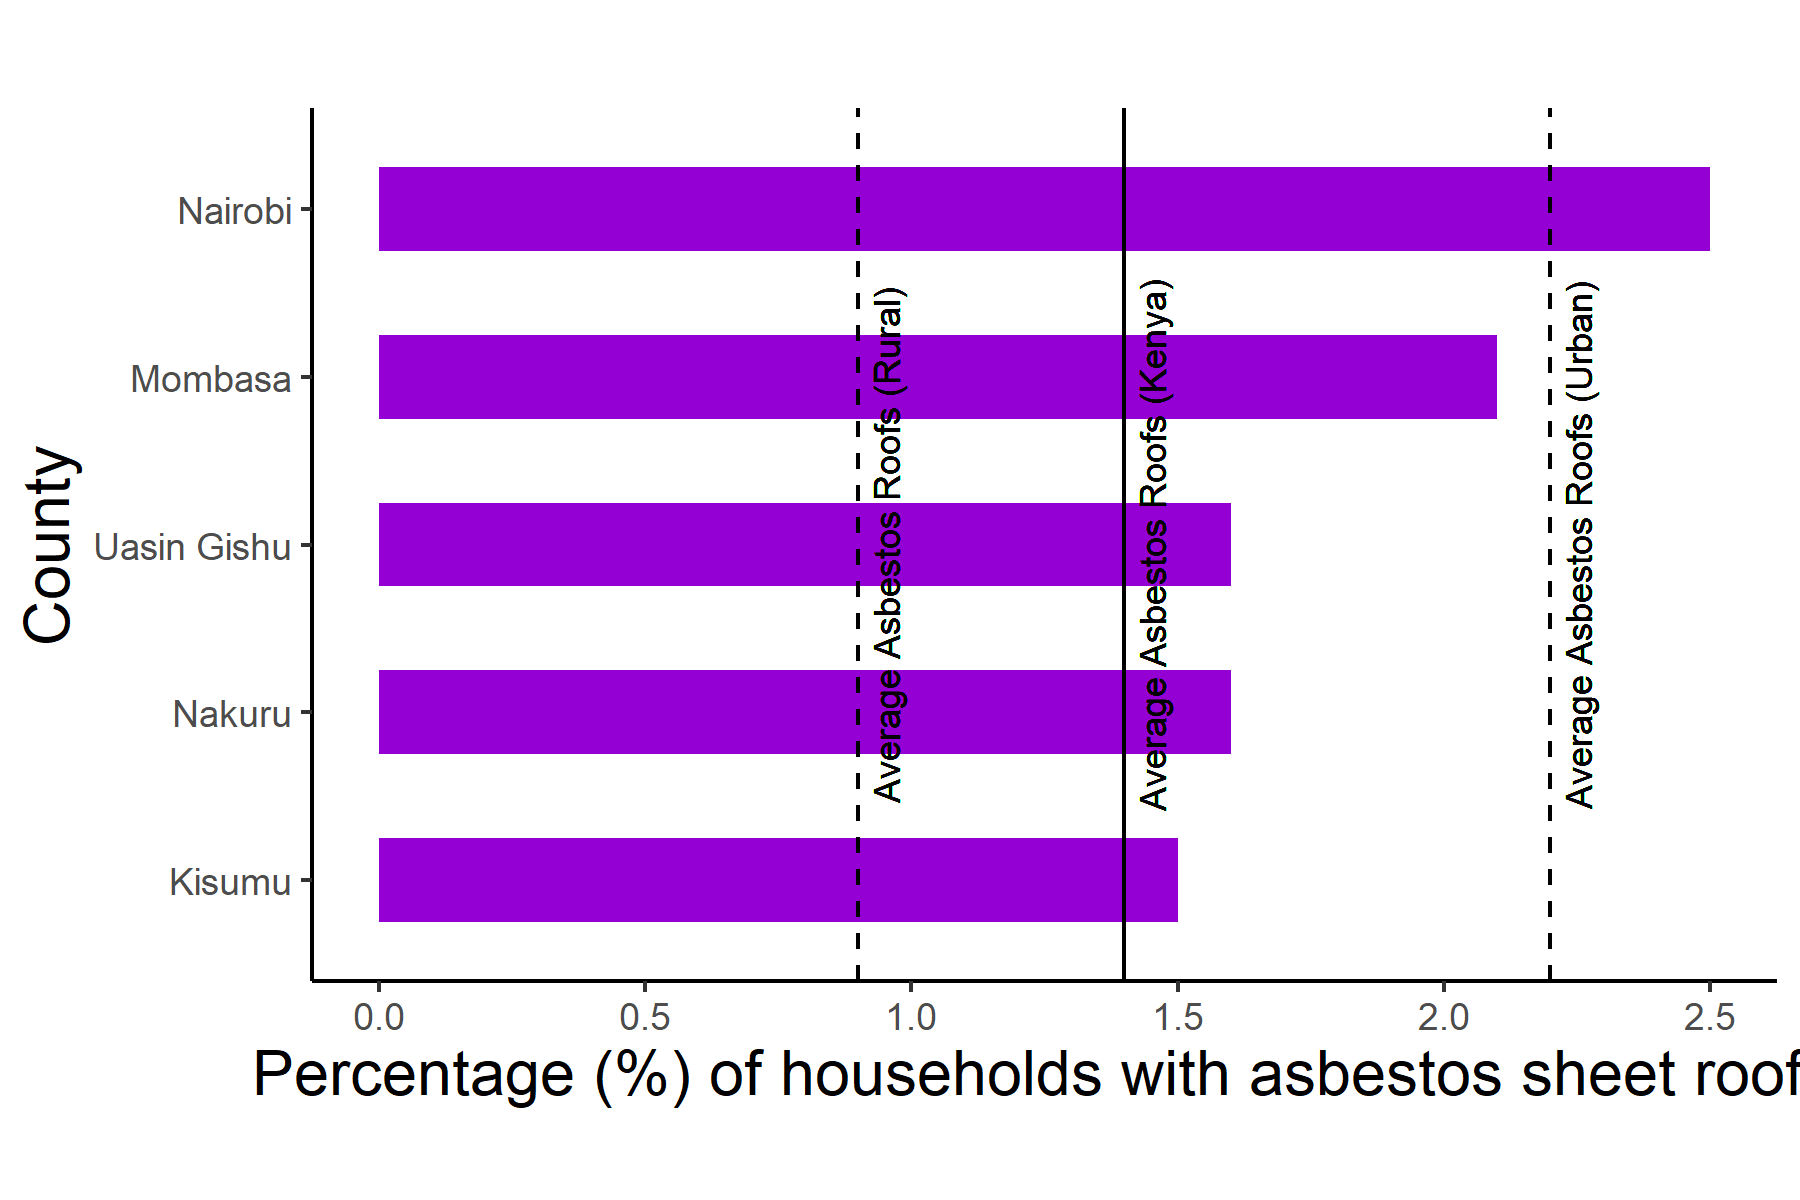 County
Nairobi
Mombasa
Uasin Gishu
Nakuru
Kisumu
Average Asbestos Roofs (Rural)
Average Asbestos Roofs (Kenya)
Average Asbestos Roofs (Urban)
0.0 0.5 1.0 1.5 2.0 2.5
Percentage (%) of households with asbestos sheet roof